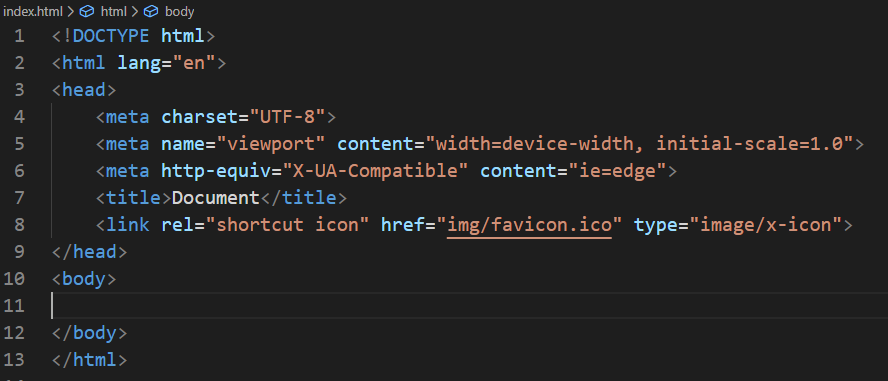 index.html > html > body
1 <!DOCTYPE html>
2 <html lang="en">
3 <head>
4     <meta charset="UTF-8">
5     <meta name="viewport" content="width=device-width, initial-scale=1.0">
6     <meta http-equiv="X-UA-Compatible" content="ie=edge">
7     <title>Document</title>
8     <link rel="shortcut icon" href="img/favicon.ico" type="image/x-icon">
9 </head>
10 <body>
11
12 </body>
13 </html>